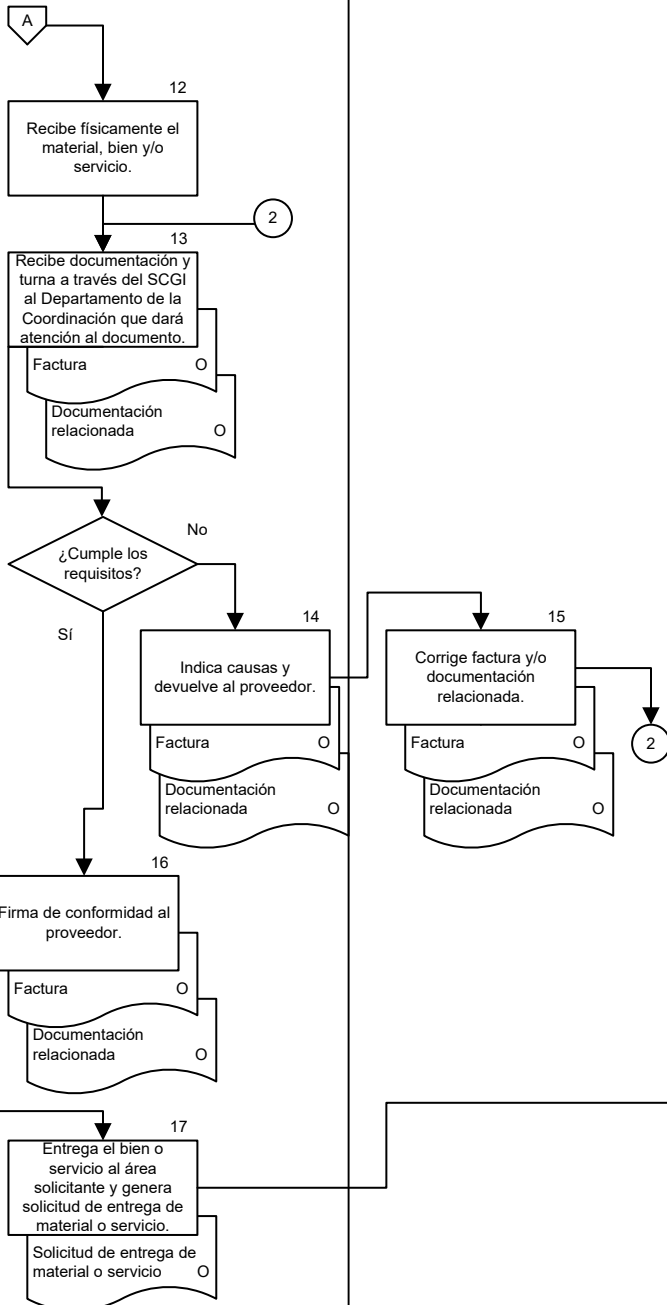 A
12
Recibe físicamente el
material, bien y/o
servicio.
2
13
Recibe documentación y
turna a través del SCGI
al Departamento de la
Coordinación que dará
atención al documento.
Factura O
Documentación
relacionada O
¿Cumple los
requisitos?
No
Sí
14
Indica causas y
devuelve al proveedor.
Factura O
Documentación
relacionada O
15
Corrige factura y/o
documentación
relacionada.
Factura O
Documentación
relacionada O
2
16
Firma de conformidad al
proveedor.
Factura O
Documentación
relacionada O
17
Entrega el bien o
servicio al área
solicitante y genera
solicitud de entrega de
material o servicio.
Solicitud de entrega de
material o servicio O